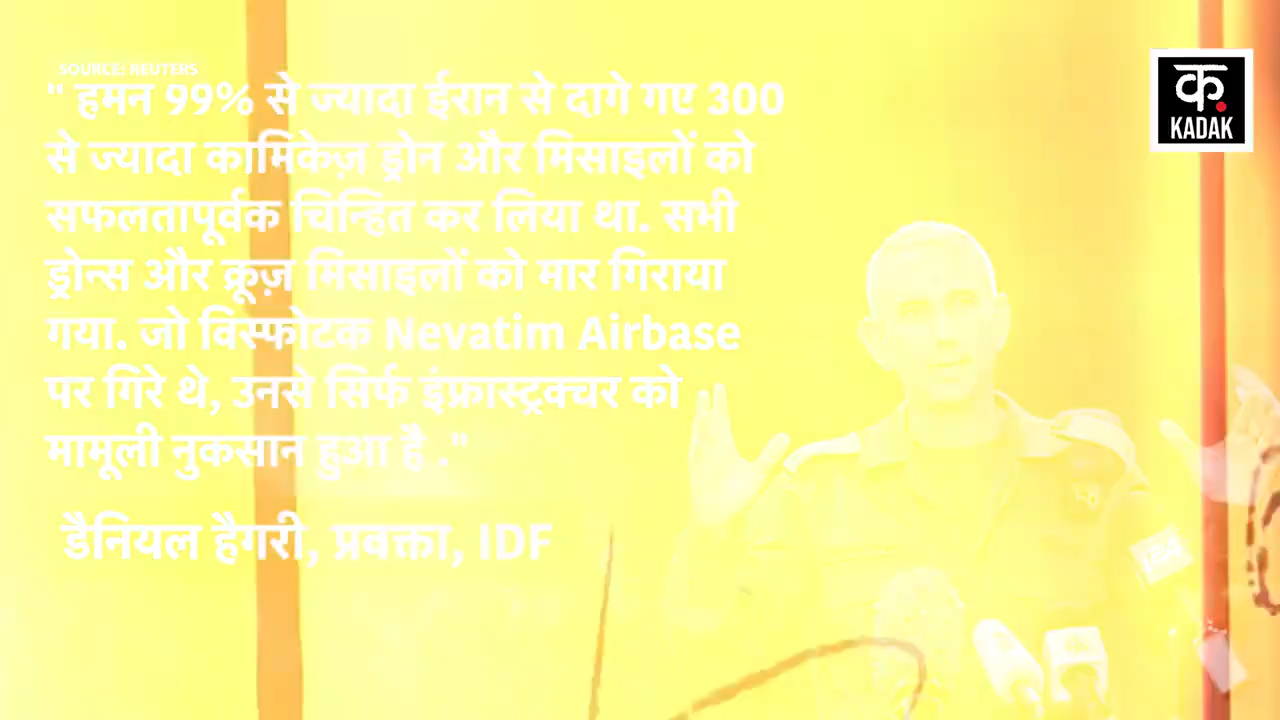 SOURCE: REUTERS
" हमन 99% से ज्यादा ईरान से दागे गए 300
से ज्यादा कामिकेज़ ड्रोन और मिसाइलों को
सफलतापूर्वक चिन्हित कर लिया था. सभी
ड्रोन्स और क्रूज़ मिसाइलों को मार गिराया
गया. जो विस्फोटक Nevatim Airbase
पर गिरे थे, उनसे सिर्फ इंफ्रास्ट्रक्चर को
मामूली नुकसान हुआ है ."
डैनियल हैगरी, प्रवक्ता, IDF
क.
KADAK